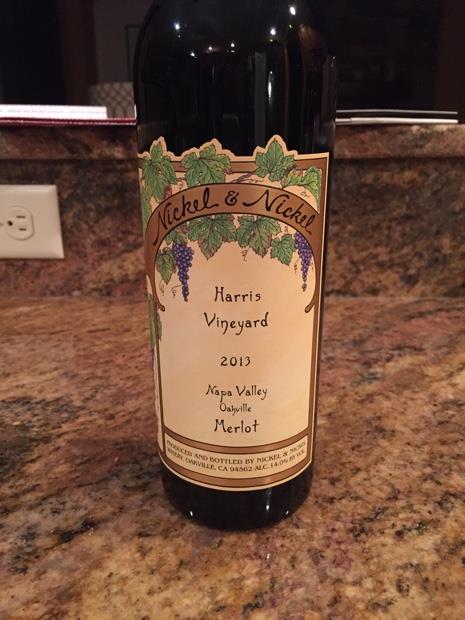 Nickel & Nickel
Harris
Vineyard
2013
Napa Valley
Oakville
Merlot
PRODUCED AND BOTTLED BY NICKEL & NICKEL
WINERY, OAKVILLE, CA 94562 ALC. 14.0% BY VOL.